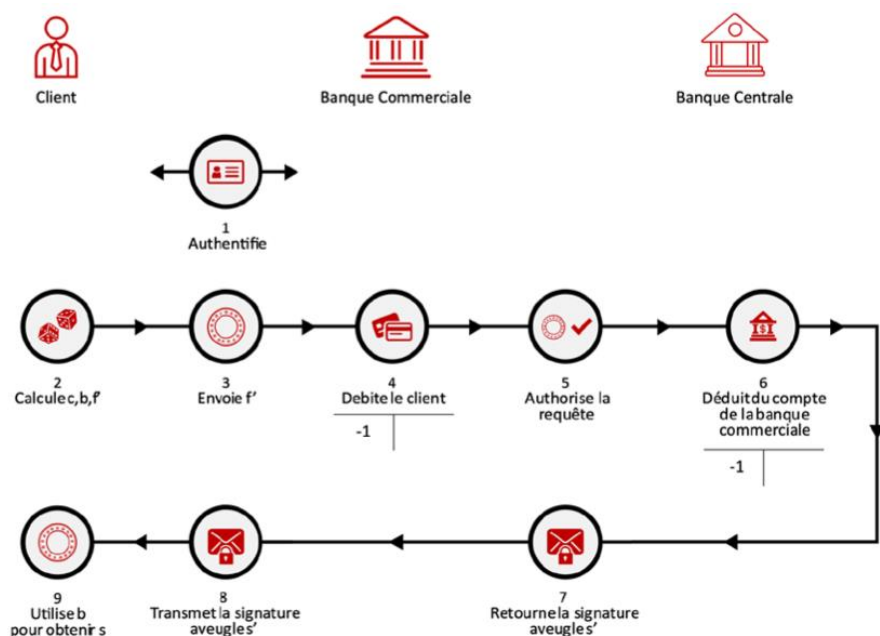 Client
Banque Commerciale
Banque Centrale
1
Authentifie
2
Calcule c, b, f'
3
Envoie f'
4
Debite le client
-1
5
Authorise la
requête
6
Déduit du compte
de la banque
commerciale
-1
9
Utilise b
pour obtenir s
8
Transmet la signature
aveugle s'
7
Retourne la signature
aveugle s'